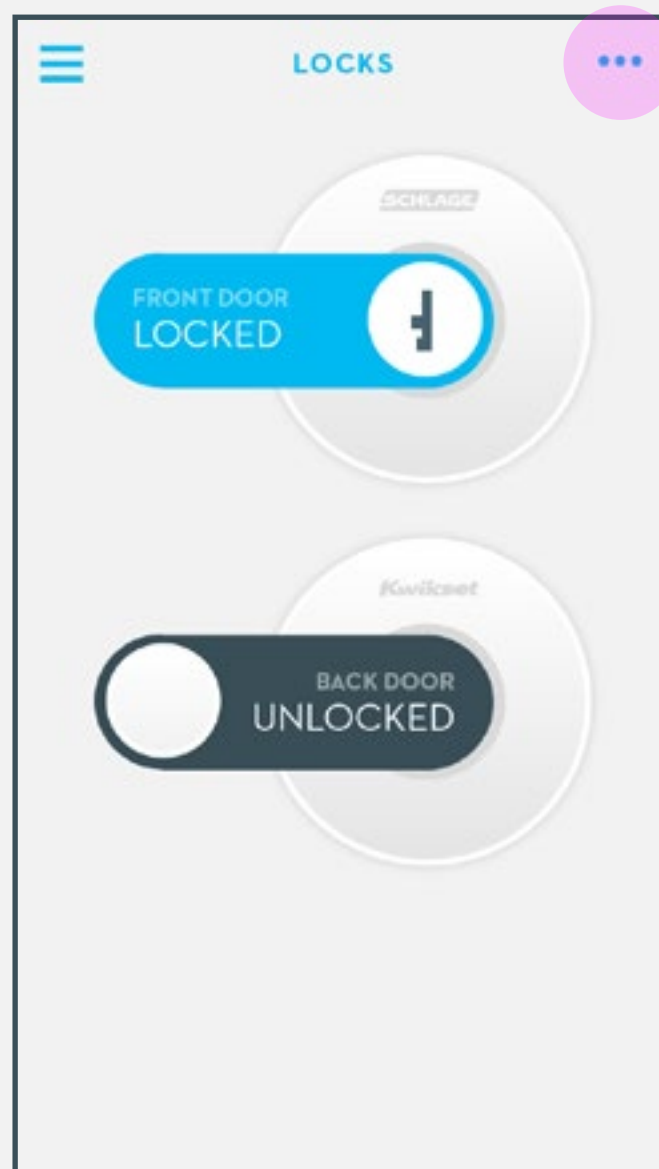 LOCKS
SCHLAGE
FRONT DOOR
LOCKED
Kwikset
BACK DOOR
UNLOCKED